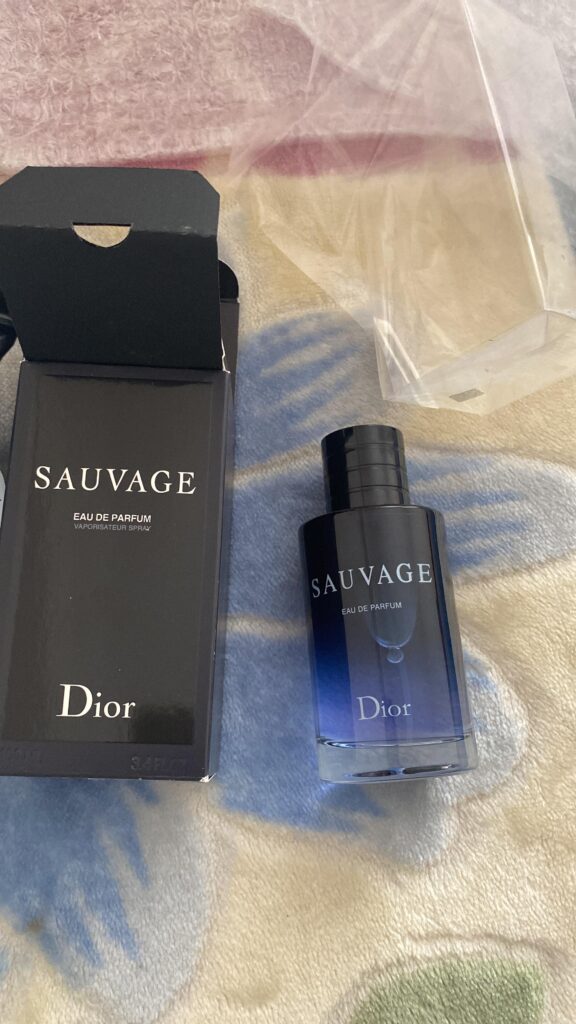 SAUVAGE
EAU DE PARFUM
VAPORISATEUR SPRAY
Dior
SAUVAGE
EAU DE PARFUM
Dior